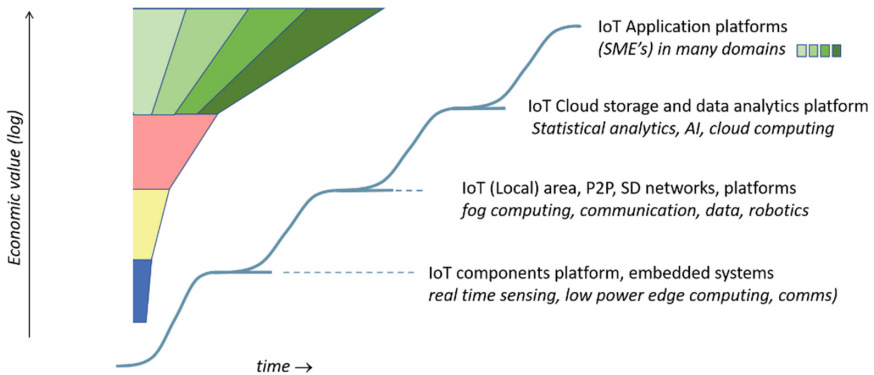 IoT Application platforms
(SME's) in many domains
IoT Cloud storage and data analytics platform
Statistical analytics, AI, cloud computing
IoT (Local) area, P2P, SD networks, platforms
fog computing, communication, data, robotics
IoT components platform, embedded systems
real time sensing, low power edge computing, comms)
Economic value (log)
time →